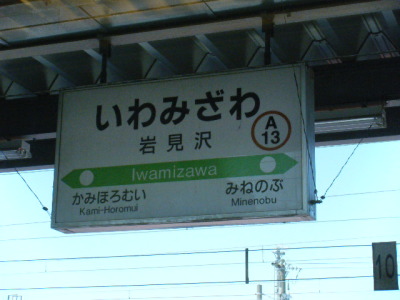 いわみざわ
岩見沢
A
13
Iwamizawa
かみほろむい
Kami-Horomui
みねのぶ
Minenobu
10